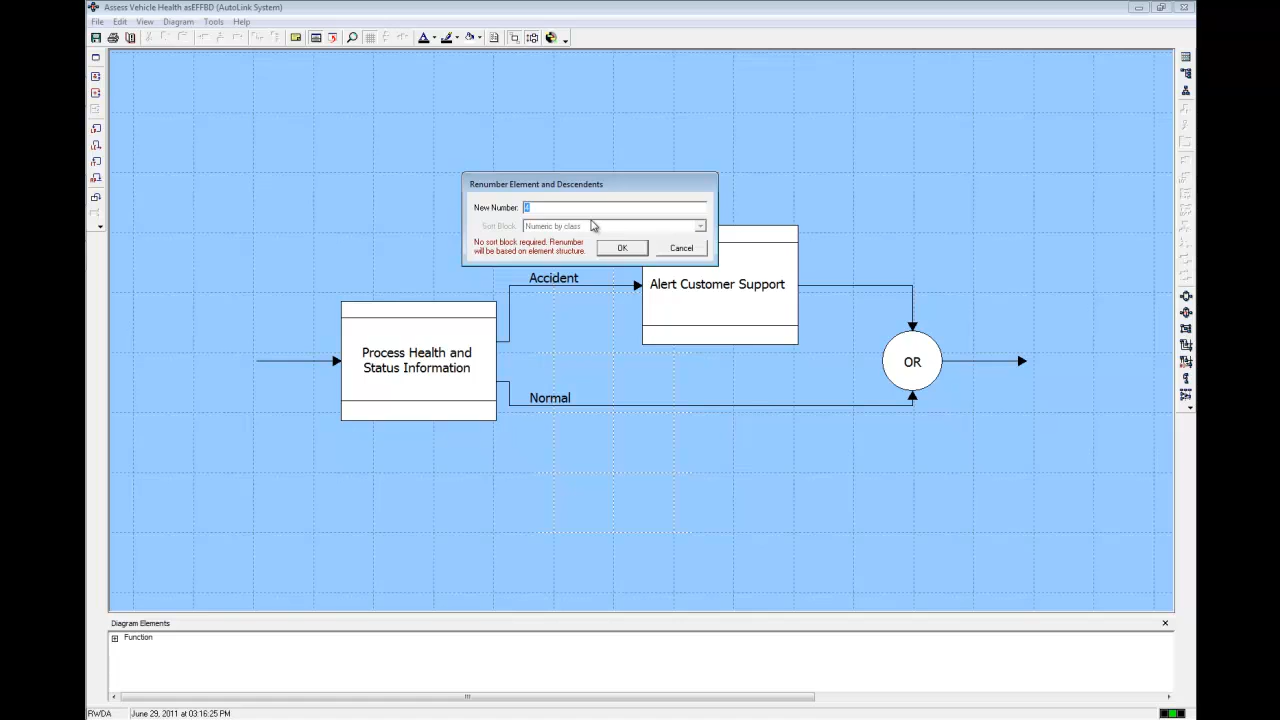 Assess Vehicle Health asEFFBD (AutoLink System)
File Edit View Diagram Tools Help
Renumber Element and Descendents
New Number: 4
Sort Block: Numeric by class
No sort block required. Renumber
will be based on element structure.
OK Cancel
Accident
Alert Customer Support
Process Health and
Status Information
OR
Normal
Diagram Elements
Function
RWDA June 29, 2011 at 03:16:25 PM